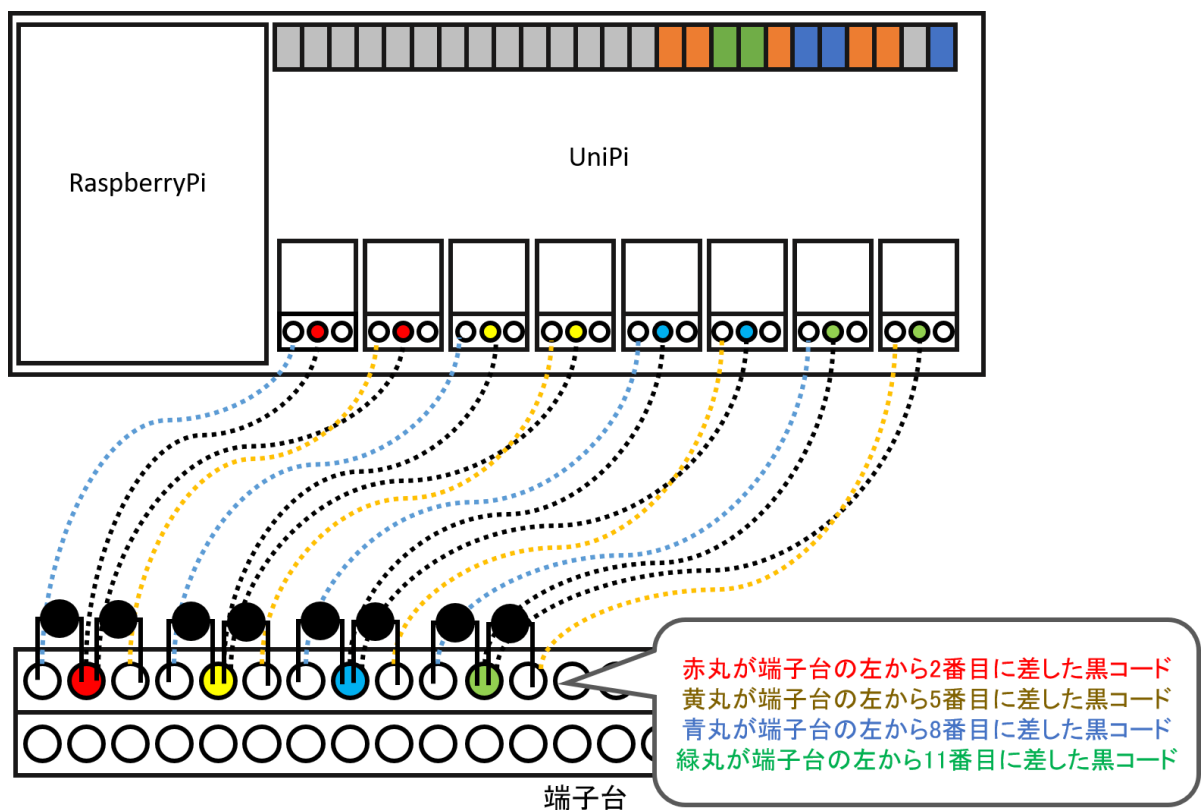 RaspberryPi
UniPi
赤丸が端子台の左から2番目に差した黒コード
黄丸が端子台の左から5番目に差した黒コード
青丸が端子台の左から8番目に差した黒コード
緑丸が端子台の左から11番目に差した黒コード
端子台